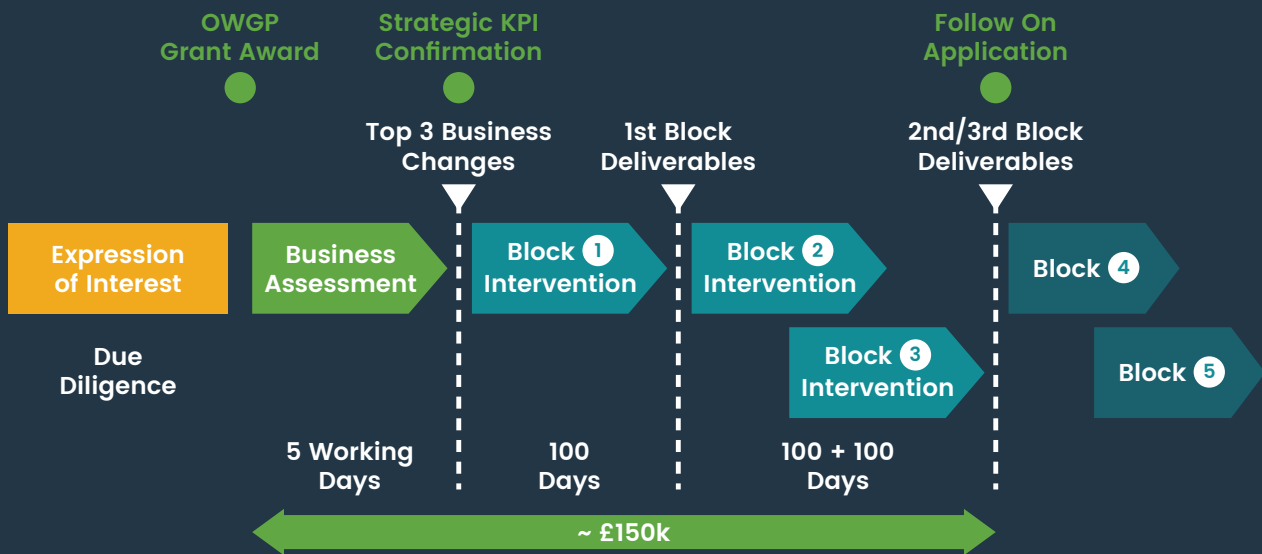 OWGP
Grant Award
Strategic KPI
Confirmation
Follow On
Application
Top 3 Business
Changes
1st Block
Deliverables
2nd/3rd Block
Deliverables
Expression
of Interest
Business
Assessment
Block 1
Intervention
Block 2
Intervention
Block 4
Due
Diligence
Block 3
Intervention
Block 5
5 Working
Days
100
Days
100 + 100
Days
~ £150k